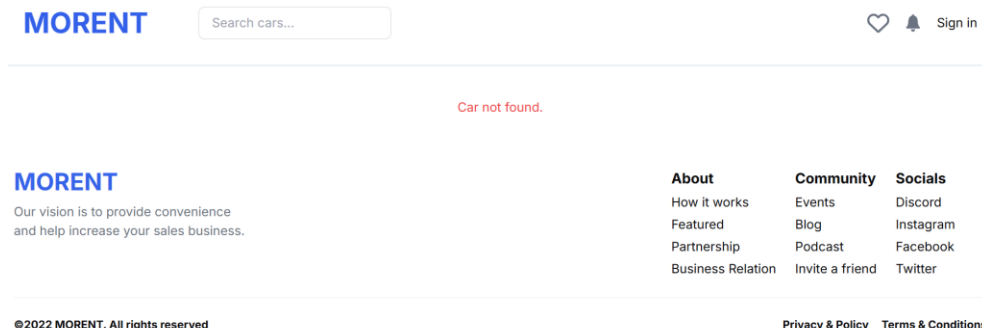 MORENT
Search cars...
Sign in
Car not found.
MORENT
Our vision is to provide convenience
and help increase your sales business.
About
How it works
Featured
Partnership
Business Relation
Community
Events
Blog
Podcast
Invite a friend
Socials
Discord
Instagram
Facebook
Twitter
©2022 MORENT. All rights reserved
Privacy & Policy
Terms & Conditions